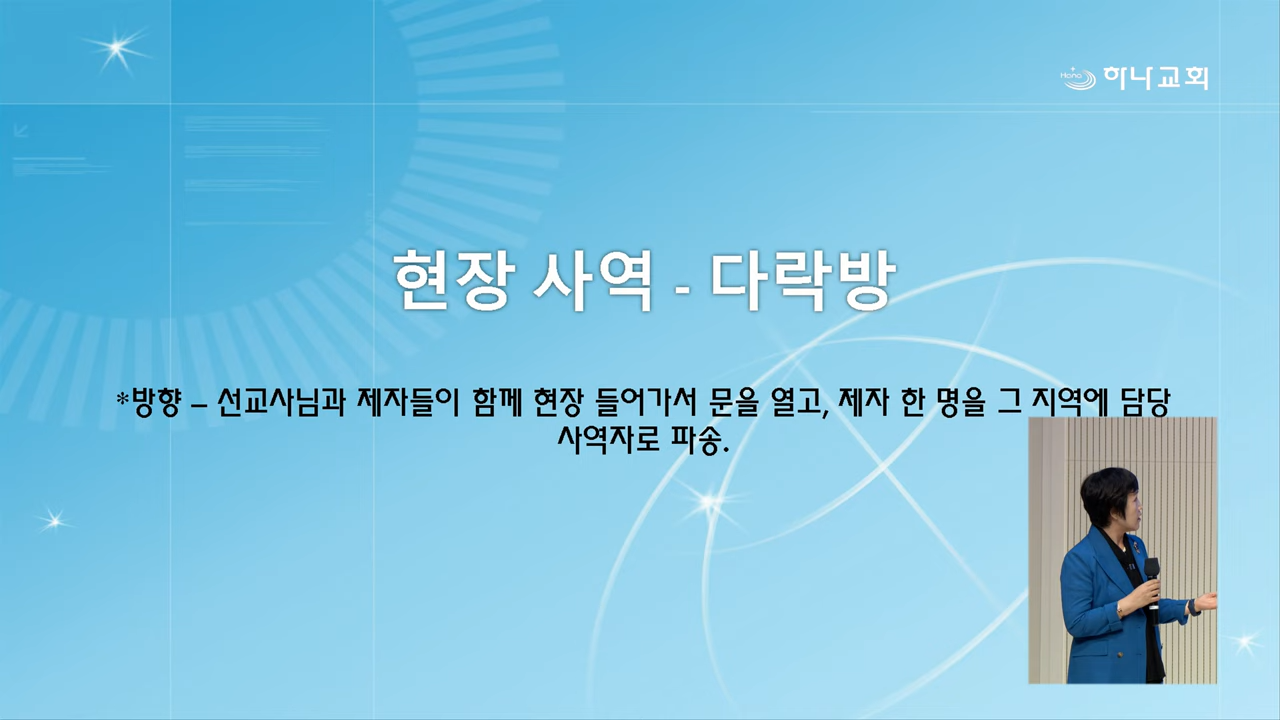 Hana 하나교회
현장 사역 - 다락방
*방향 – 선교사님과 제자들이 함께 현장 들어가서 문을 열고, 제자 한 명을 그 지역에 담당
사역자로 파송.